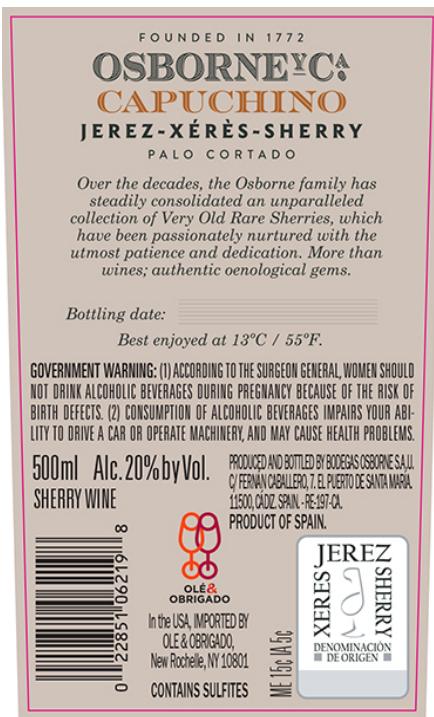 FOUNDED IN 1772
OSBORNE Y Cª
CAPUCHINO
JEREZ-XÉRÈS-SHERRY
PALO CORTADO
Over the decades, the Osborne family has
steadily consolidated an unparalleled
collection of Very Old Rare Sherries, which
have been passionately nurtured with the
utmost patience and dedication. More than
wines; authentic oenological gems.
Bottling date:
Best enjoyed at 13ºC / 55ºF.
GOVERNMENT WARNING: (1) ACCORDING TO THE SURGEON GENERAL, WOMEN SHOULD
NOT DRINK ALCOHOLIC BEVERAGES DURING PREGNANCY BECAUSE OF THE RISK OF
BIRTH DEFECTS. (2) CONSUMPTION OF ALCOHOLIC BEVERAGES IMPAIRS YOUR ABI-
LITY TO DRIVE A CAR OR OPERATE MACHINERY, AND MAY CAUSE HEALTH PROBLEMS.
500ml Alc. 20% by Vol.
SHERRY WINE
PRODUCED AND BOTTLED BY BODEGAS OSBORNE S.A.U.
C/ FERNÁN CABALLERO, 7. EL PUERTO DE SANTA MARÍA.
11500, CÁDIZ. SPAIN. - RE-197-CA.
PRODUCT OF SPAIN.
0 22851 06219 8
OLÉ&
OBRIGADO
In the USA, IMPORTED BY
OLE & OBRIGADO,
New Rochelle, NY 10801
CONTAINS SULFITES
ME 15c IA 5c
JEREZ
XERES
SHERRY
DENOMINACIÓN
DE ORIGEN